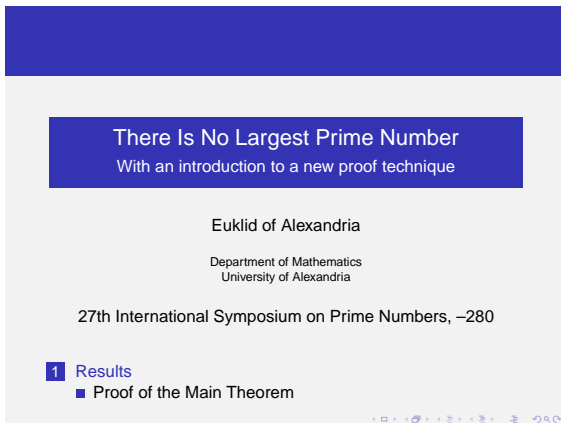 There Is No Largest Prime Number
With an introduction to a new proof technique
Euklid of Alexandria
Department of Mathematics
University of Alexandria
27th International Symposium on Prime Numbers, –280
1 Results
Proof of the Main Theorem